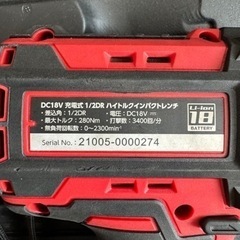 DC18V 充電式 1/2DR ハイトルクインパクトレンチ
・差込角：1/2DR ・電圧：DC18V
・最大トルク：280Nm ・打撃数：3400回/分
・無負荷回転数：0～2300min⁻¹
Li-ion
18
BATTERY
Serial No.: 21005-0000274